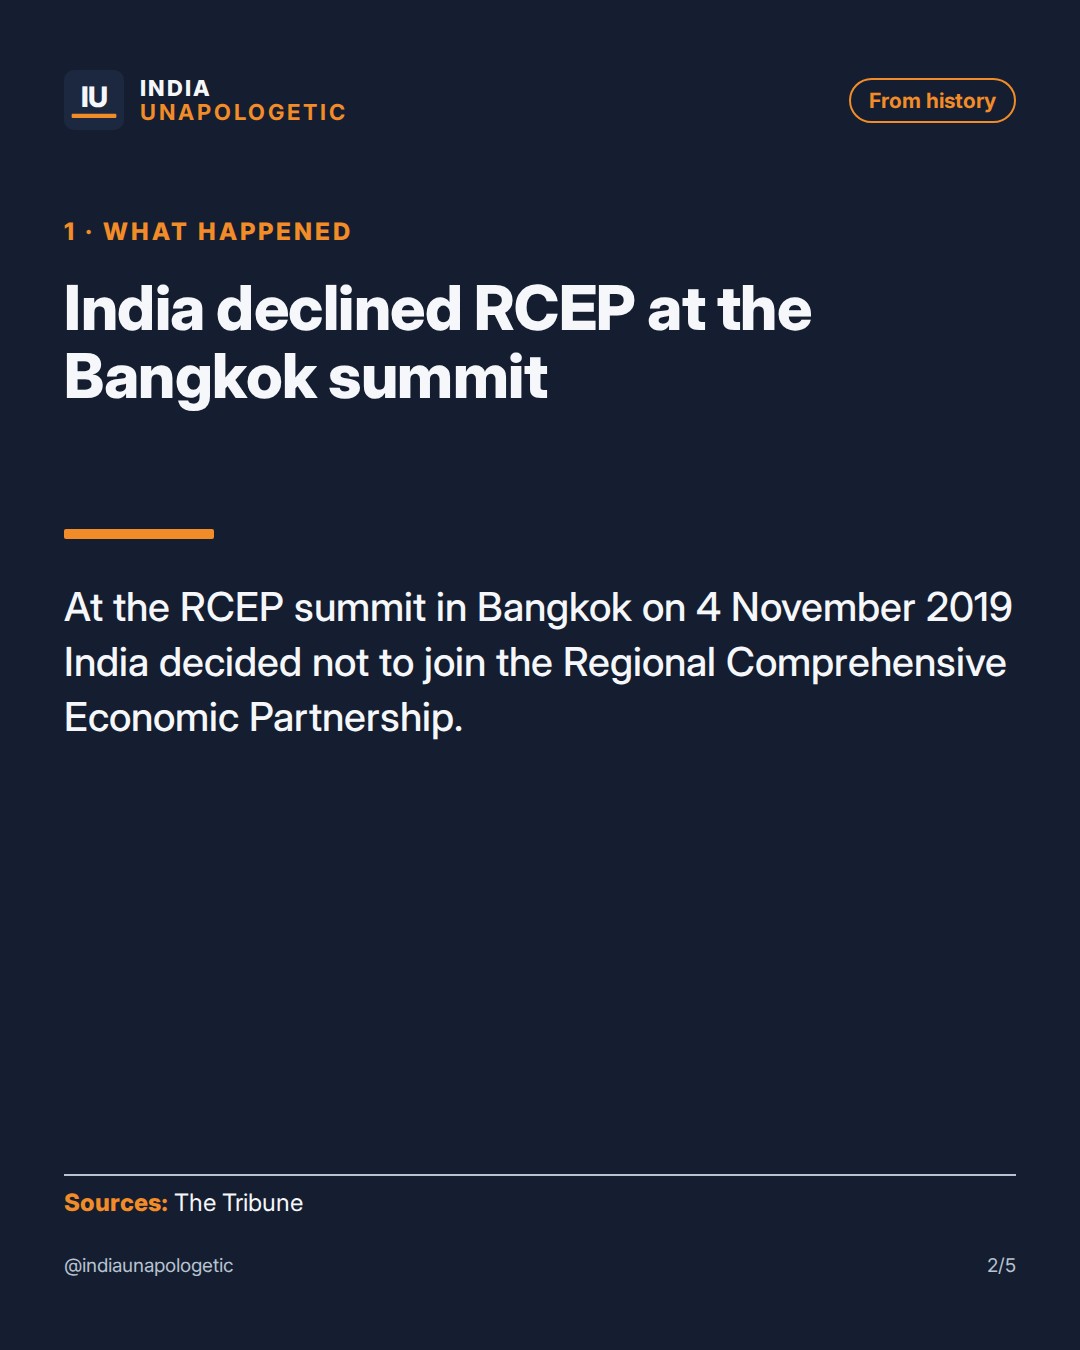 IU
INDIA
UNAPOLOGETIC
From history
1 · WHAT HAPPENED
India declined RCEP at the
Bangkok summit
At the RCEP summit in Bangkok on 4 November 2019
India decided not to join the Regional Comprehensive
Economic Partnership.
Sources: The Tribune
@indiaunapologetic
2/5